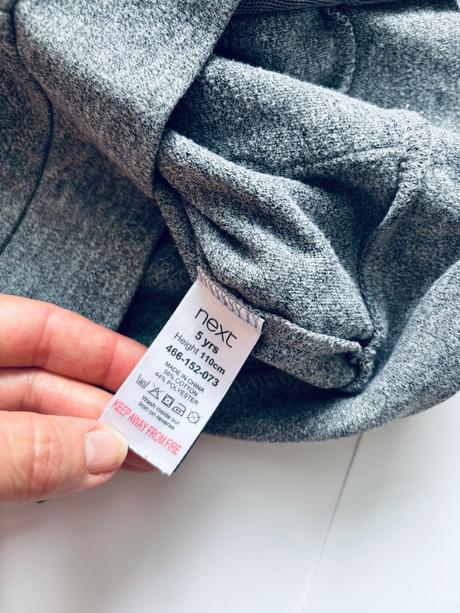 next
5 yrs
Height 110cm
466-152-073
MADE IN CHINA
56% COTTON
44% POLYESTER
Wash inside out
Iron on reverse
KEEP AWAY FROM FIRE